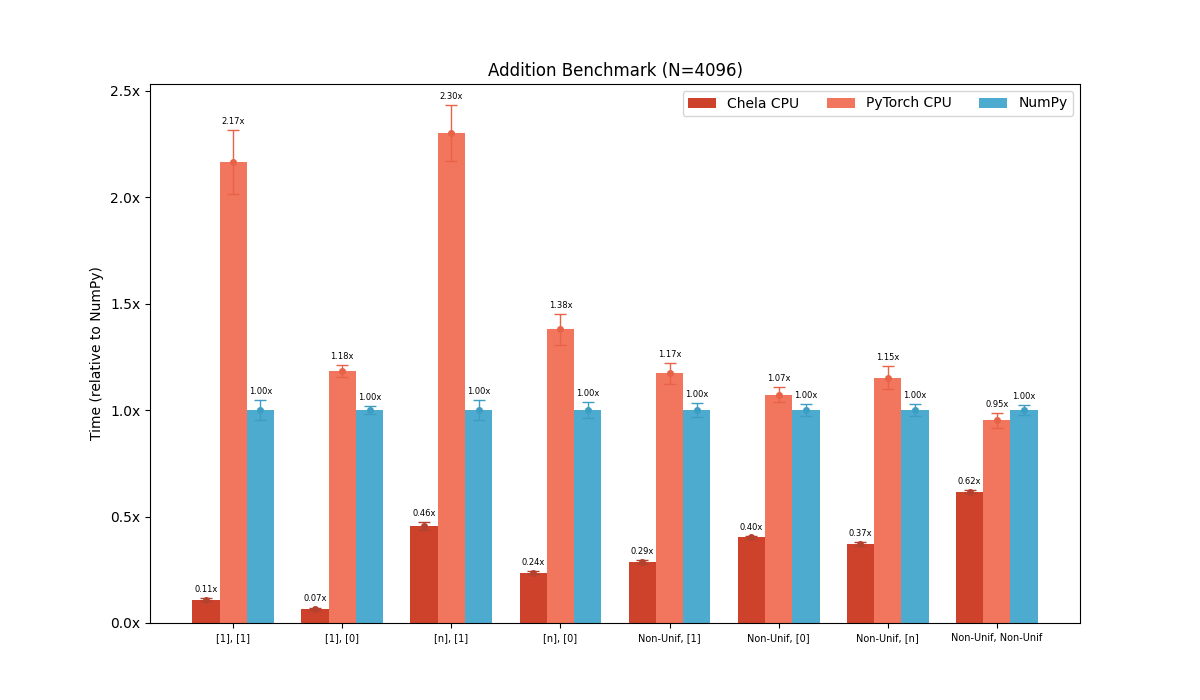 Addition Benchmark (N=4096)
Chela CPU
PyTorch CPU
NumPy
Time (relative to NumPy)
2.5x
2.0x
1.5x
1.0x
0.5x
0.0x
0.11x
2.17x
1.00x
0.07x
1.18x
1.00x
0.46x
2.30x
1.00x
0.24x
1.38x
1.00x
0.29x
1.17x
1.00x
0.40x
1.07x
1.00x
0.37x
1.15x
1.00x
0.62x
0.95x
1.00x
[1], [1]
[1], [0]
[n], [1]
[n], [0]
Non-Unif, [1]
Non-Unif, [0]
Non-Unif, [n]
Non-Unif, Non-Unif